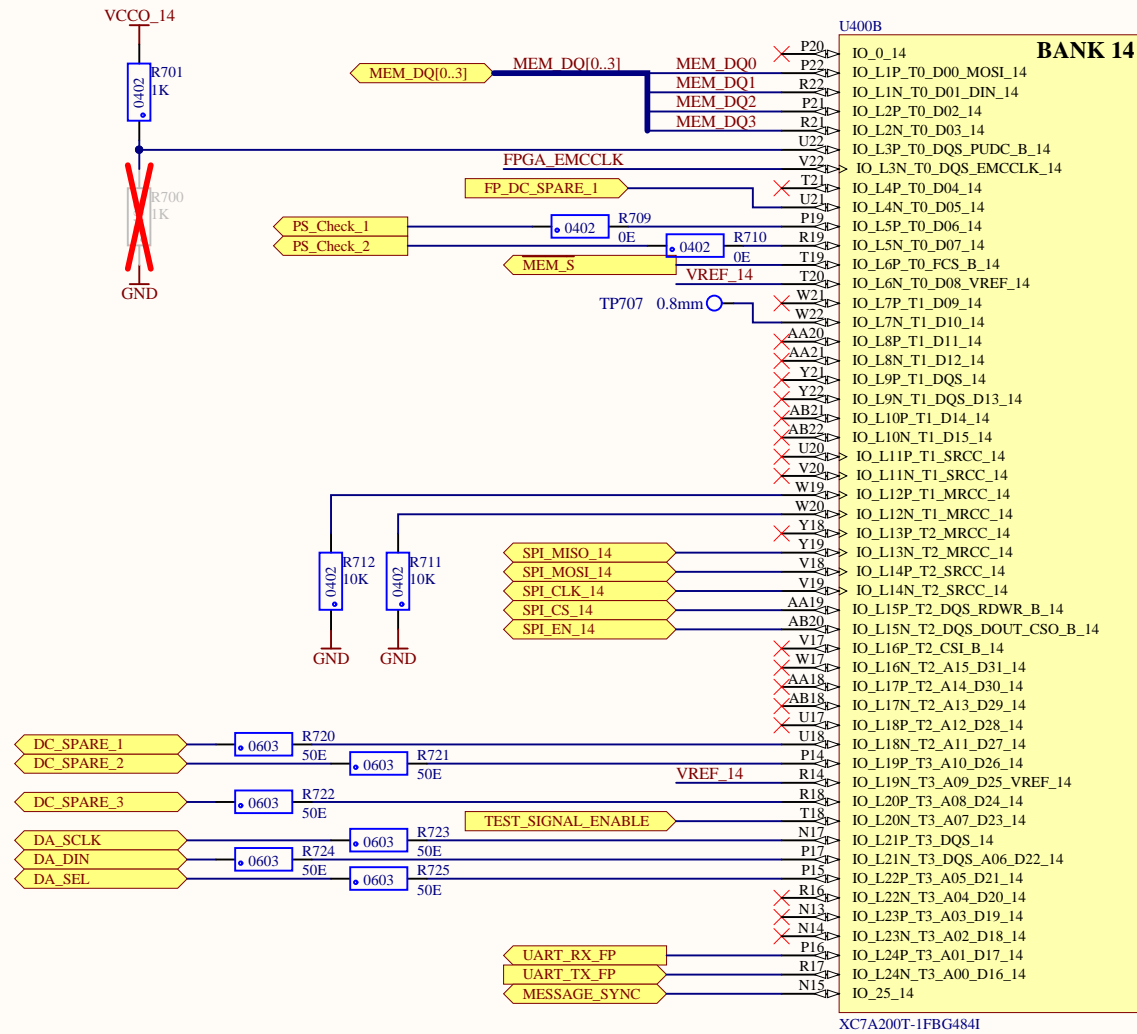 VCCO_14
R701
0402
1K
R700
1K
GND
U400B
BANK 14
MEM_DQ[0..3]
MEM_DQ[0..3]
MEM_DQ0
MEM_DQ1
MEM_DQ2
MEM_DQ3
FPGA_EMCCLK
FP_DC_SPARE_1
PS_Check_1
0402
R709
0E
PS_Check_2
0402
R710
0E
MEM_S
VREF_14
TP707 0.8mm
P20 IO_0_14
P22 IO_L1P_T0_D00_MOSI_14
R22 IO_L1N_T0_D01_DIN_14
P21 IO_L2P_T0_D02_14
R21 IO_L2N_T0_D03_14
U22 IO_L3P_T0_DQS_PUDC_B_14
V22 IO_L3N_T0_DQS_EMCCLK_14
T21 IO_L4P_T0_D04_14
U21 IO_L4N_T0_D05_14
P19 IO_L5P_T0_D06_14
R19 IO_L5N_T0_D07_14
T19 IO_L6P_T0_FCS_B_14
T20 IO_L6N_T0_D08_VREF_14
W21 IO_L7P_T1_D09_14
W22 IO_L7N_T1_D10_14
AA20 IO_L8P_T1_D11_14
AA21 IO_L8N_T1_D12_14
Y21 IO_L9P_T1_DQS_14
Y22 IO_L9N_T1_DQS_D13_14
AB21 IO_L10P_T1_D14_14
AB22 IO_L10N_T1_D15_14
U20 IO_L11P_T1_SRCC_14
V20 IO_L11N_T1_SRCC_14
W19 IO_L12P_T1_MRCC_14
W20 IO_L12N_T1_MRCC_14
Y18 IO_L13P_T2_MRCC_14
Y19 IO_L13N_T2_MRCC_14
V18 IO_L14P_T2_SRCC_14
V19 IO_L14N_T2_SRCC_14
AA19 IO_L15P_T2_DQS_RDWR_B_14
AB20 IO_L15N_T2_DQS_DOUT_CSO_B_14
V17 IO_L16P_T2_CSI_B_14
W17 IO_L16N_T2_A15_D31_14
AA18 IO_L17P_T2_A14_D30_14
AB18 IO_L17N_T2_A13_D29_14
U17 IO_L18P_T2_A12_D28_14
U18 IO_L18N_T2_A11_D27_14
P14 IO_L19P_T3_A10_D26_14
R14 IO_L19N_T3_A09_D25_VREF_14
R18 IO_L20P_T3_A08_D24_14
T18 IO_L20N_T3_A07_D23_14
N17 IO_L21P_T3_DQS_14
P17 IO_L21N_T3_DQS_A06_D22_14
P15 IO_L22P_T3_A05_D21_14
R16 IO_L22N_T3_A04_D20_14
N13 IO_L23P_T3_A03_D19_14
N14 IO_L23N_T3_A02_D18_14
P16 IO_L24P_T3_A01_D17_14
R17 IO_L24N_T3_A00_D16_14
N15 IO_25_14
R712
0402
10K
GND
R711
0402
10K
GND
SPI_MISO_14
SPI_MOSI_14
SPI_CLK_14
SPI_CS_14
SPI_EN_14
DC_SPARE_1
0603
R720
50E
DC_SPARE_2
0603
R721
50E
VREF_14
DC_SPARE_3
0603
R722
50E
TEST_SIGNAL_ENABLE
DA_SCLK
0603
R723
50E
DA_DIN
0603
R724
50E
DA_SEL
0603
R725
50E
UART_RX_FP
UART_TX_FP
MESSAGE_SYNC
XC7A200T-1FBG484I